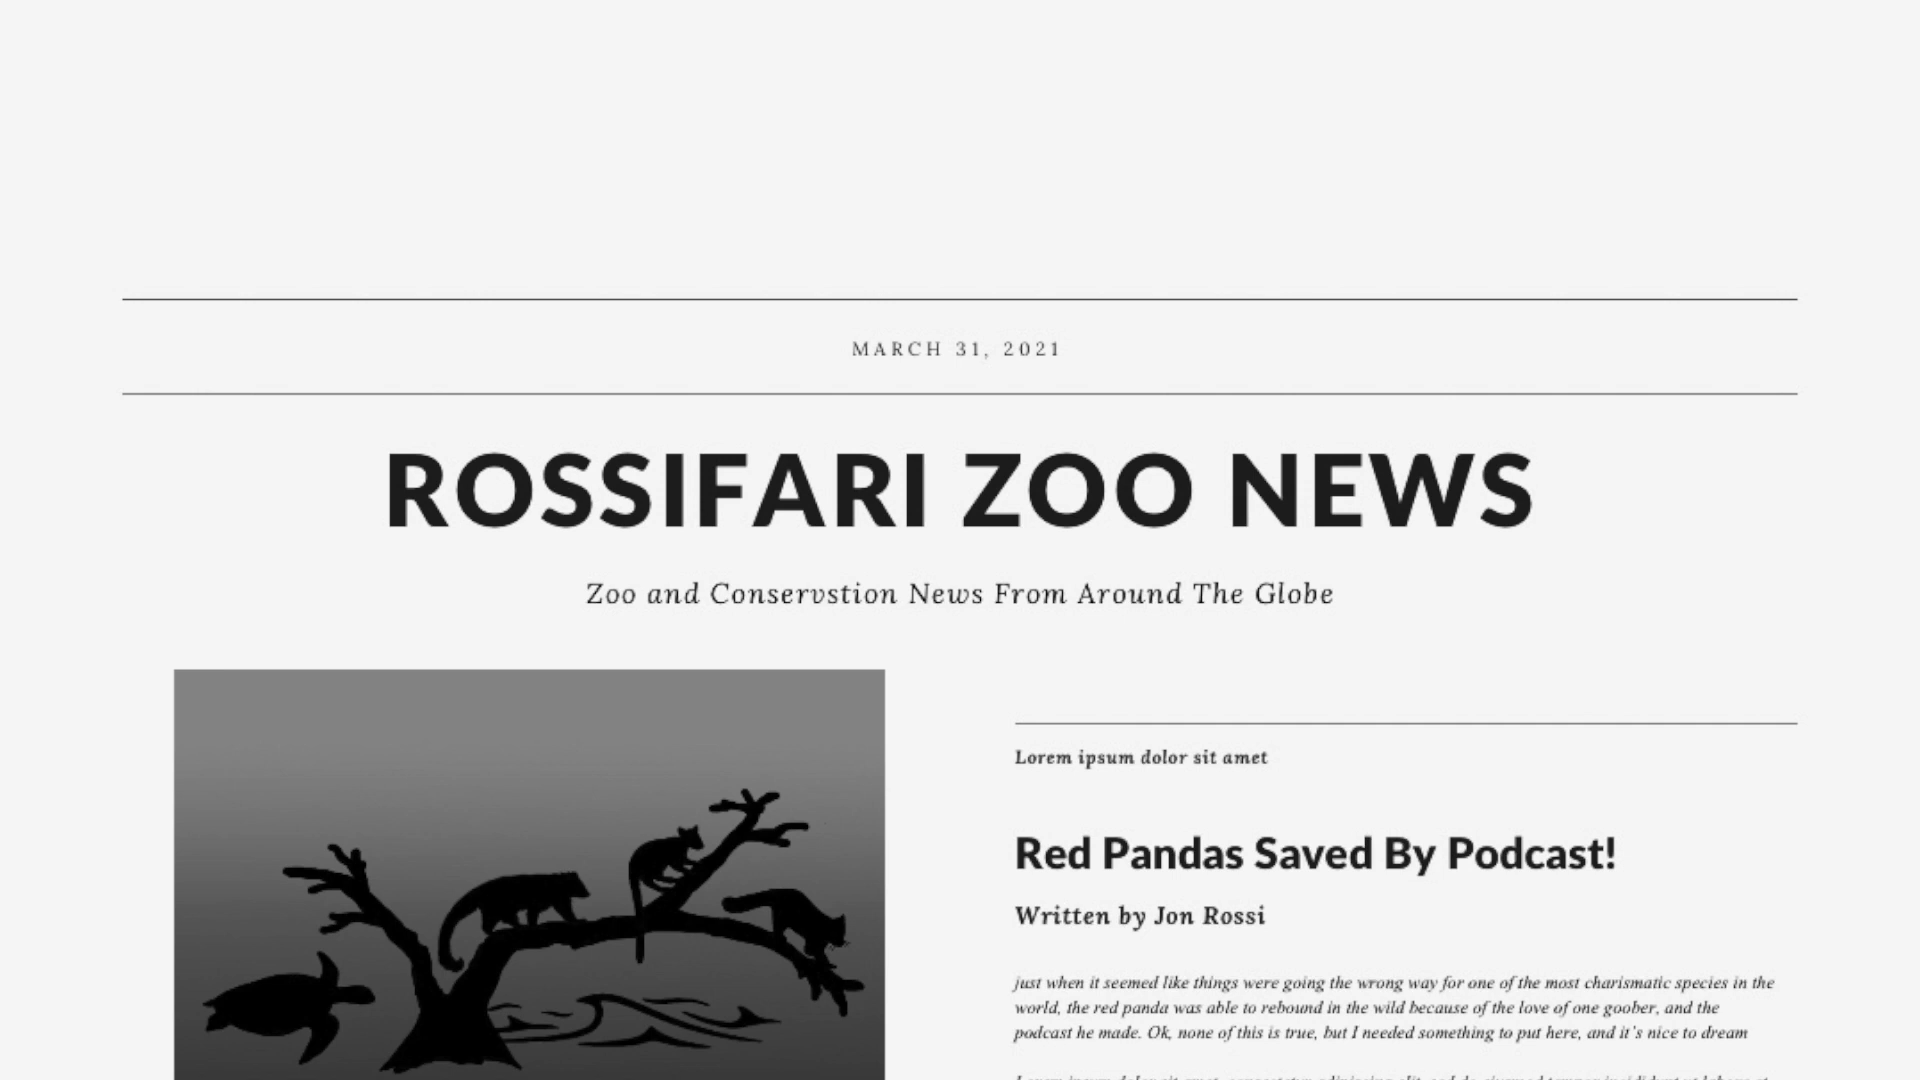 MARCH 31, 2021
ROSSIFARI ZOO NEWS
Zoo and Conservstion News From Around The Globe
Lorem ipsum dolor sit amet
Red Pandas Saved By Podcast!
Written by Jon Rossi
just when it seemed like things were going the wrong way for one of the most charismatic species in the
world, the red panda was able to rebound in the wild because of the love of one goober, and the
podcast he made. Ok, none of this is true, but I needed something to put here, and it's nice to dream